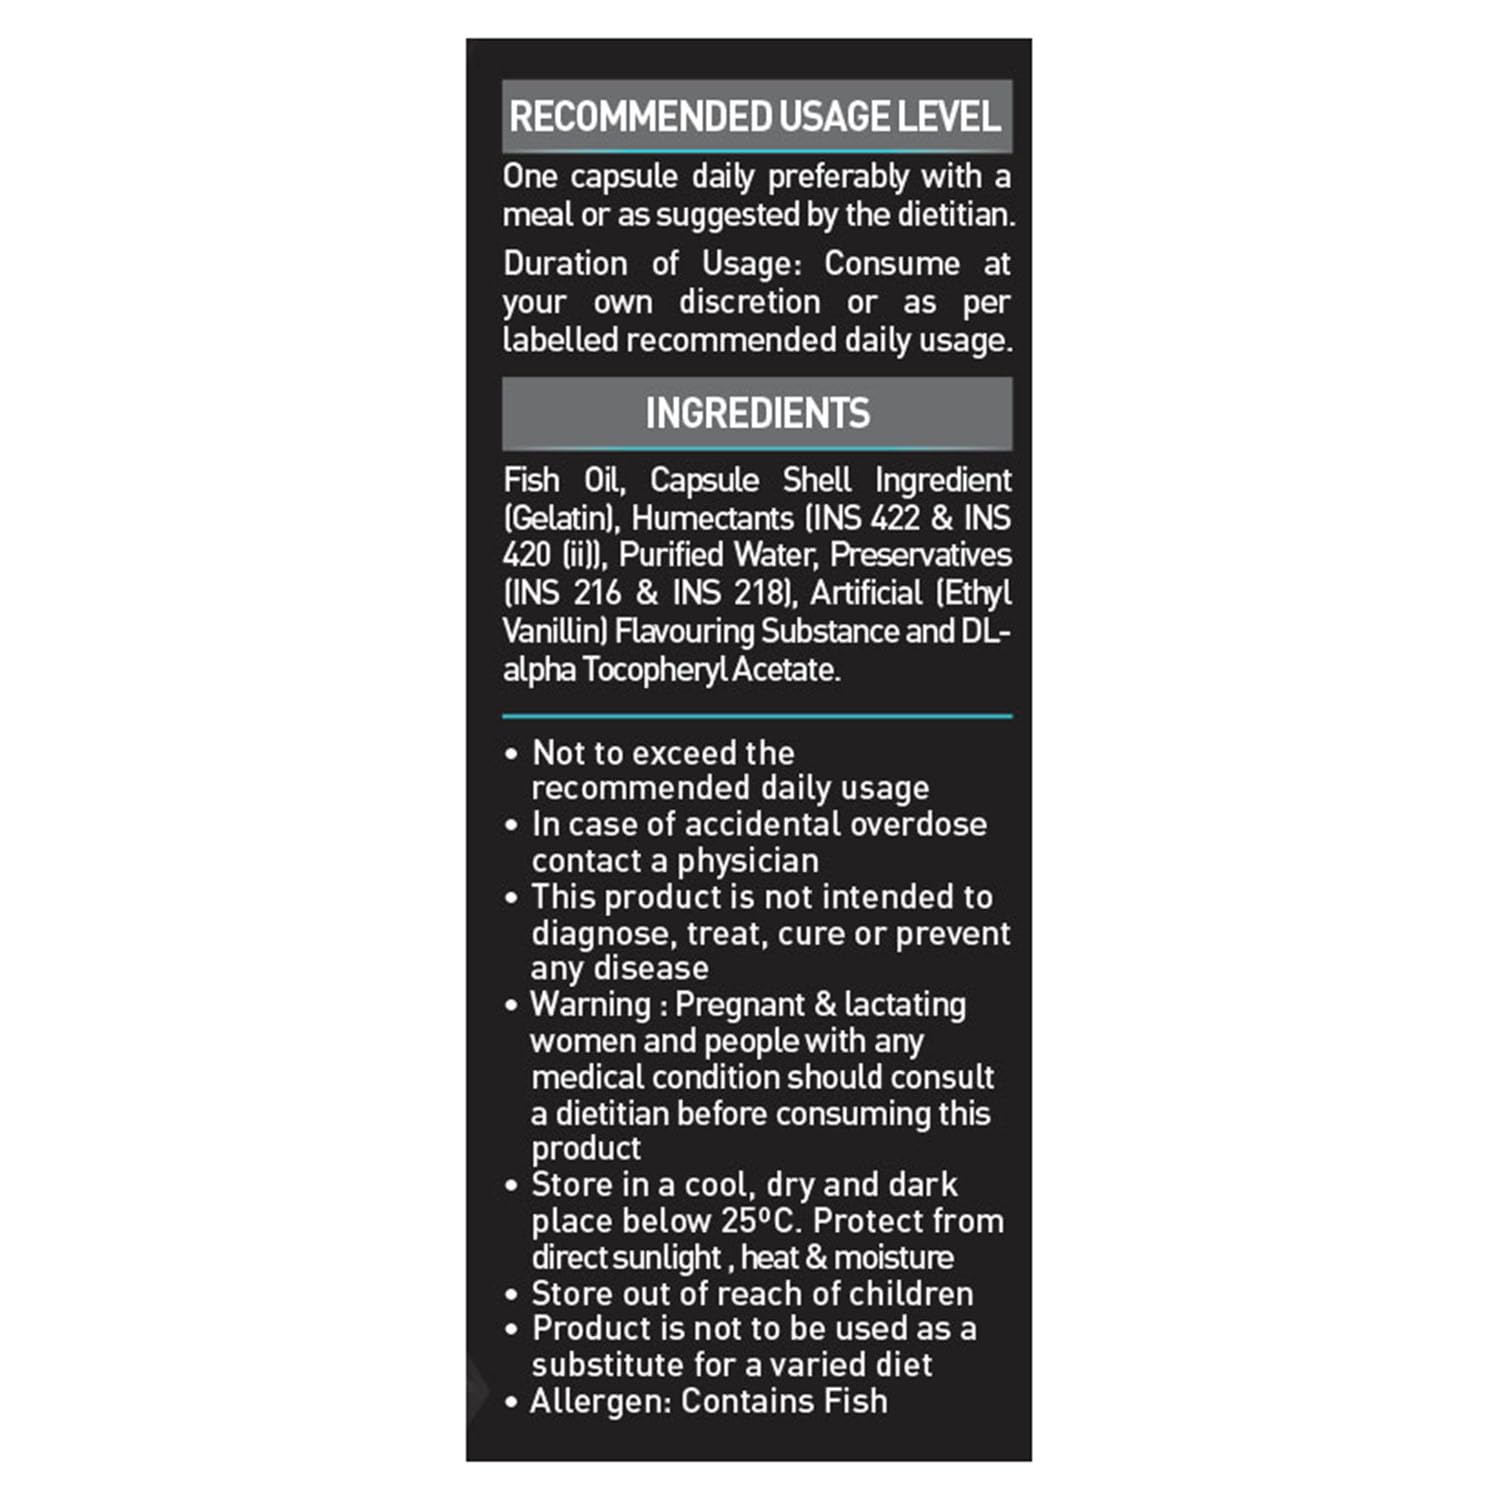 RECOMMENDED USAGE LEVEL
One capsule daily preferably with a
meal or as suggested by the dietitian.
Duration of Usage: Consume at
your own discretion or as per
labelled recommended daily usage.
INGREDIENTS
Fish Oil, Capsule Shell Ingredient
(Gelatin), Humectants (INS 422 & INS
420 (ii)), Purified Water, Preservatives
(INS 216 & INS 218), Artificial (Ethyl
Vanillin) Flavouring Substance and DL-
alpha Tocopheryl Acetate.
• Not to exceed the
recommended daily usage
• In case of accidental overdose
contact a physician
• This product is not intended to
diagnose, treat, cure or prevent
any disease
• Warning : Pregnant & lactating
women and people with any
medical condition should consult
a dietitian before consuming this
product
• Store in a cool, dry and dark
place below 25ºC. Protect from
direct sunlight , heat & moisture
• Store out of reach of children
• Product is not to be used as a
substitute for a varied diet
• Allergen: Contains Fish